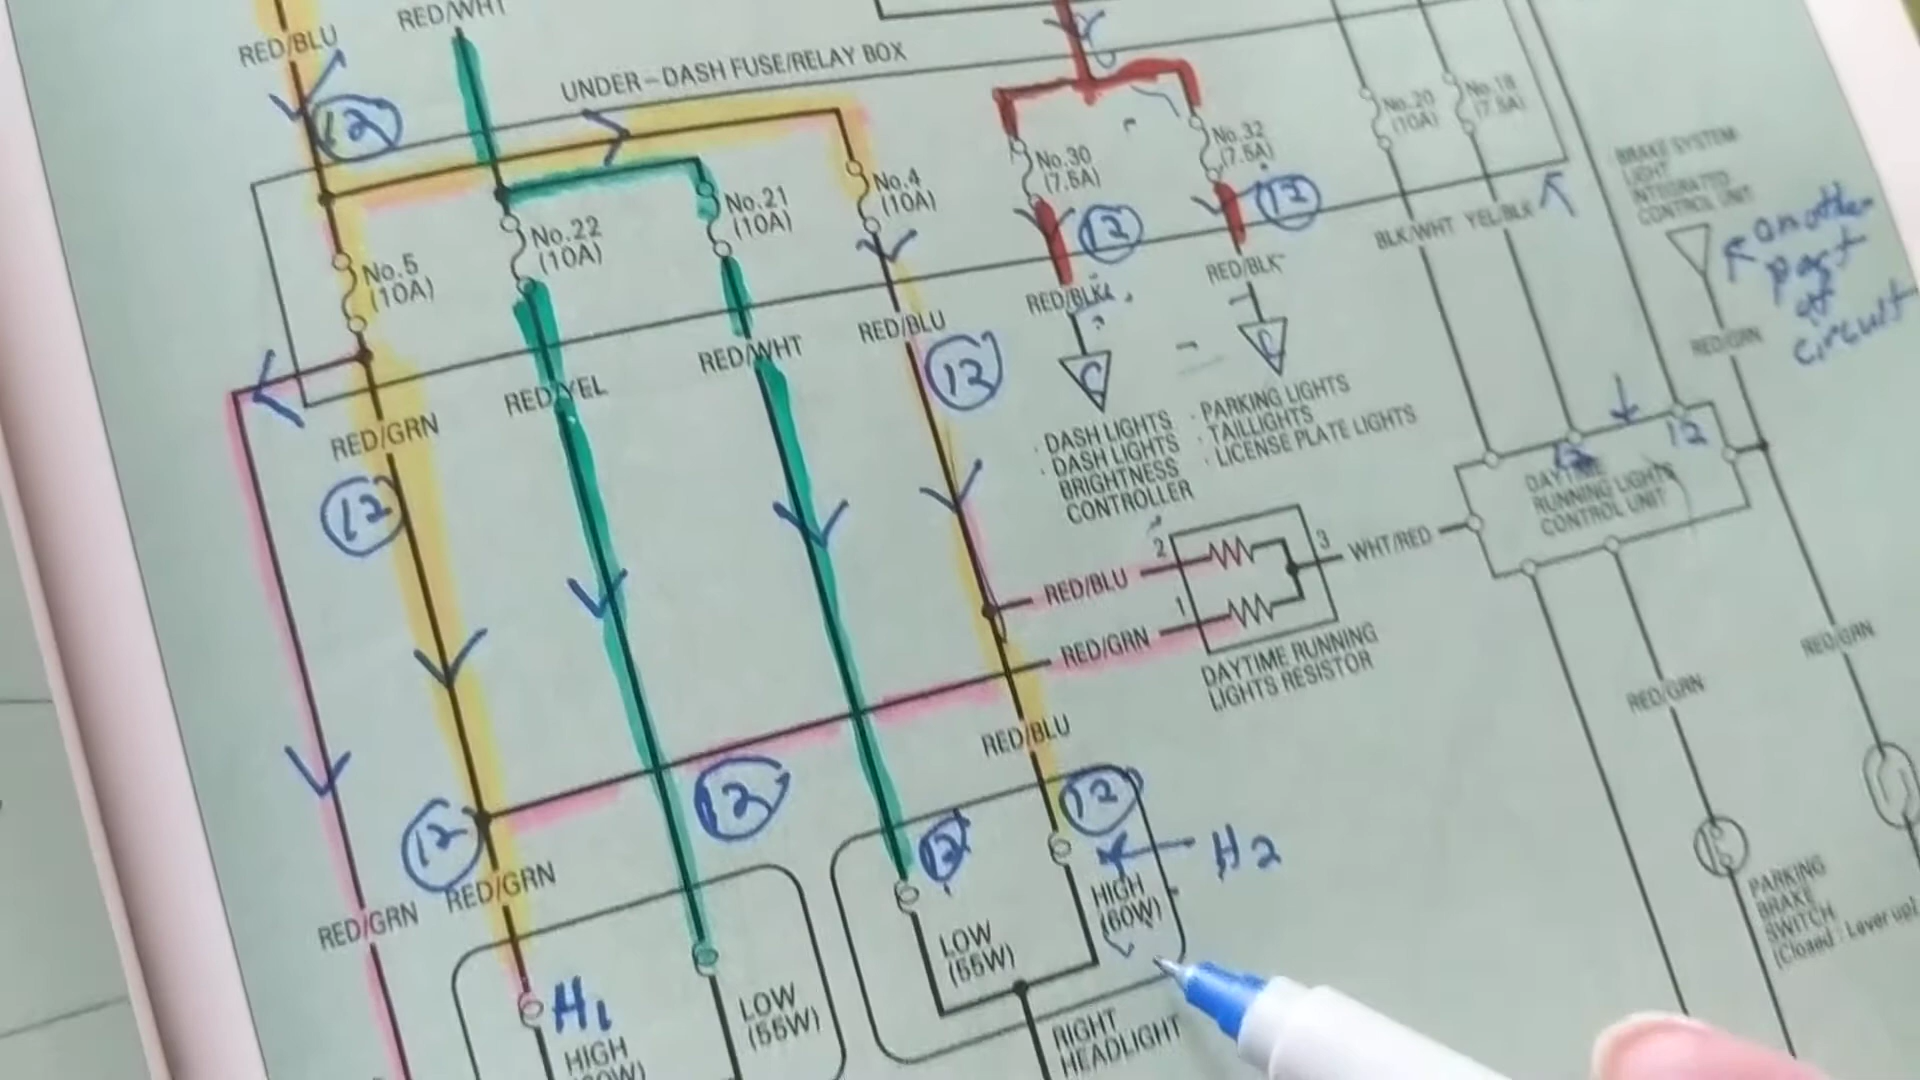 RED/BLU
RED/WHT
UNDER-DASH FUSE/RELAY BOX
12
No.5
(10A)
No.22
(10A)
No.21
(10A)
No.4
(10A)
No.30
(7.5A)
No.32
(7.5A)
No.20
(10A)
No.18
(7.5A)
12
12
BRAKE SYSTEM
LIGHT
INTEGRATED
CONTROL UNIT
another
part
of
circuit
RED/GRN
RED/YEL
RED/WHT
RED/BLU
RED/BLK
RED/BLK
BLK/WHT
YEL/BLK
RED/GRN
12
12
C
C
· DASH LIGHTS
· DASH LIGHTS
BRIGHTNESS
CONTROLLER
· PARKING LIGHTS
· TAILLIGHTS
· LICENSE PLATE LIGHTS
12
12
DAYTIME
RUNNING LIGHTS
CONTROL UNIT
RED/BLU
2
3
WHT/RED
RED/GRN
1
DAYTIME RUNNING
LIGHTS RESISTOR
RED/GRN
RED/GRN
RED/BLU
12
12
12
12
H2
RED/GRN
RED/GRN
HIGH
(60W)
LOW
(55W)
H1
HIGH
(60W)
LOW
(55W)
RIGHT
HEADLIGHT
PARKING
BRAKE
SWITCH
(Closed : Lever up)